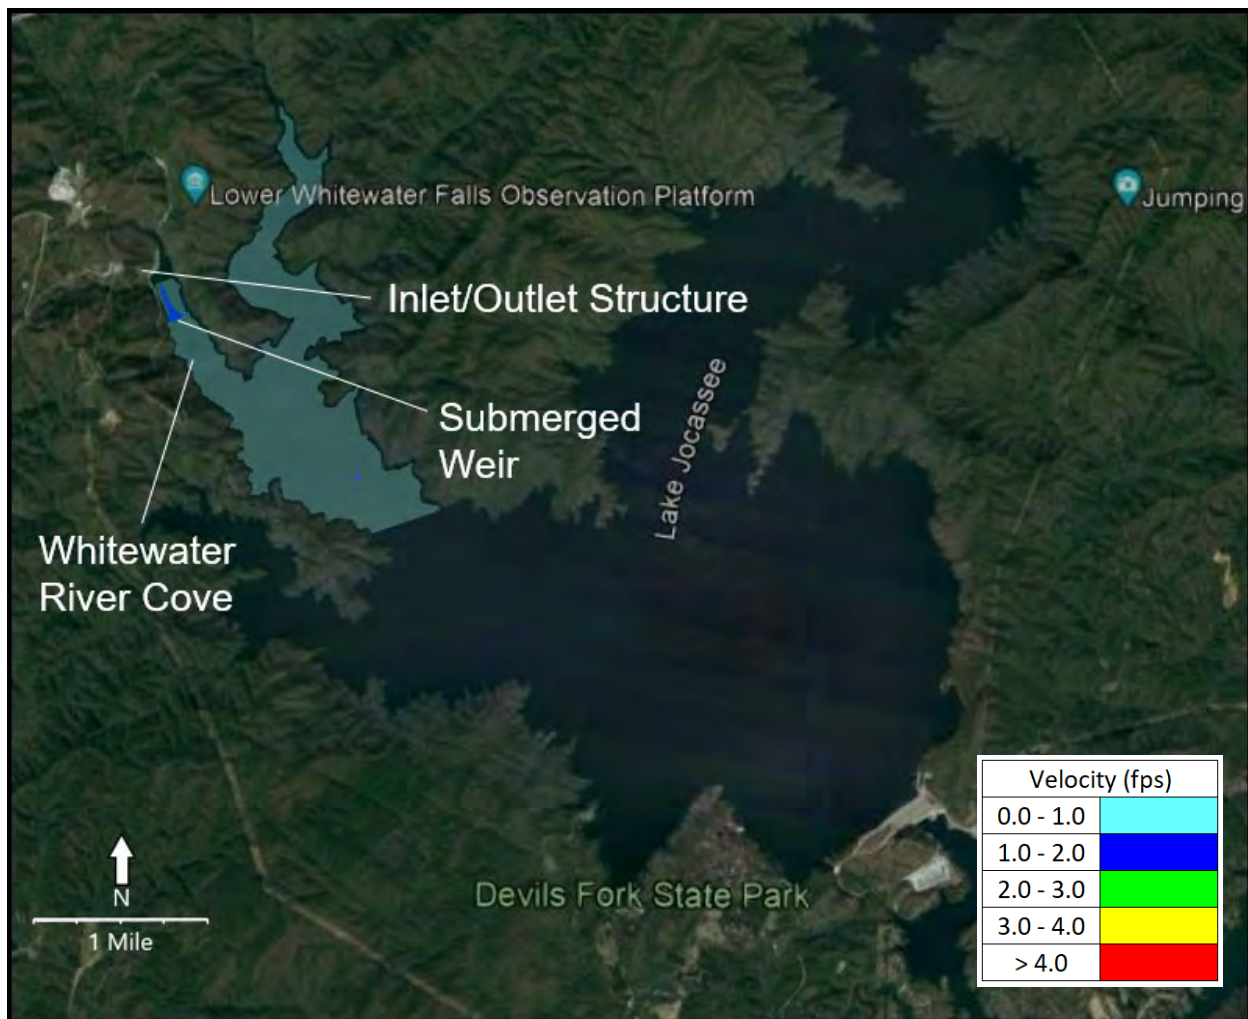 Lower Whitewater Falls Observation Platform
Jumping
Inlet/Outlet Structure
Submerged
Weir
Lake Jocassee
Whitewater
River Cove
Velocity (fps)
0.0 - 1.0
1.0 - 2.0
2.0 - 3.0
3.0 - 4.0
> 4.0
Devils Fork State Park
N
1 Mile